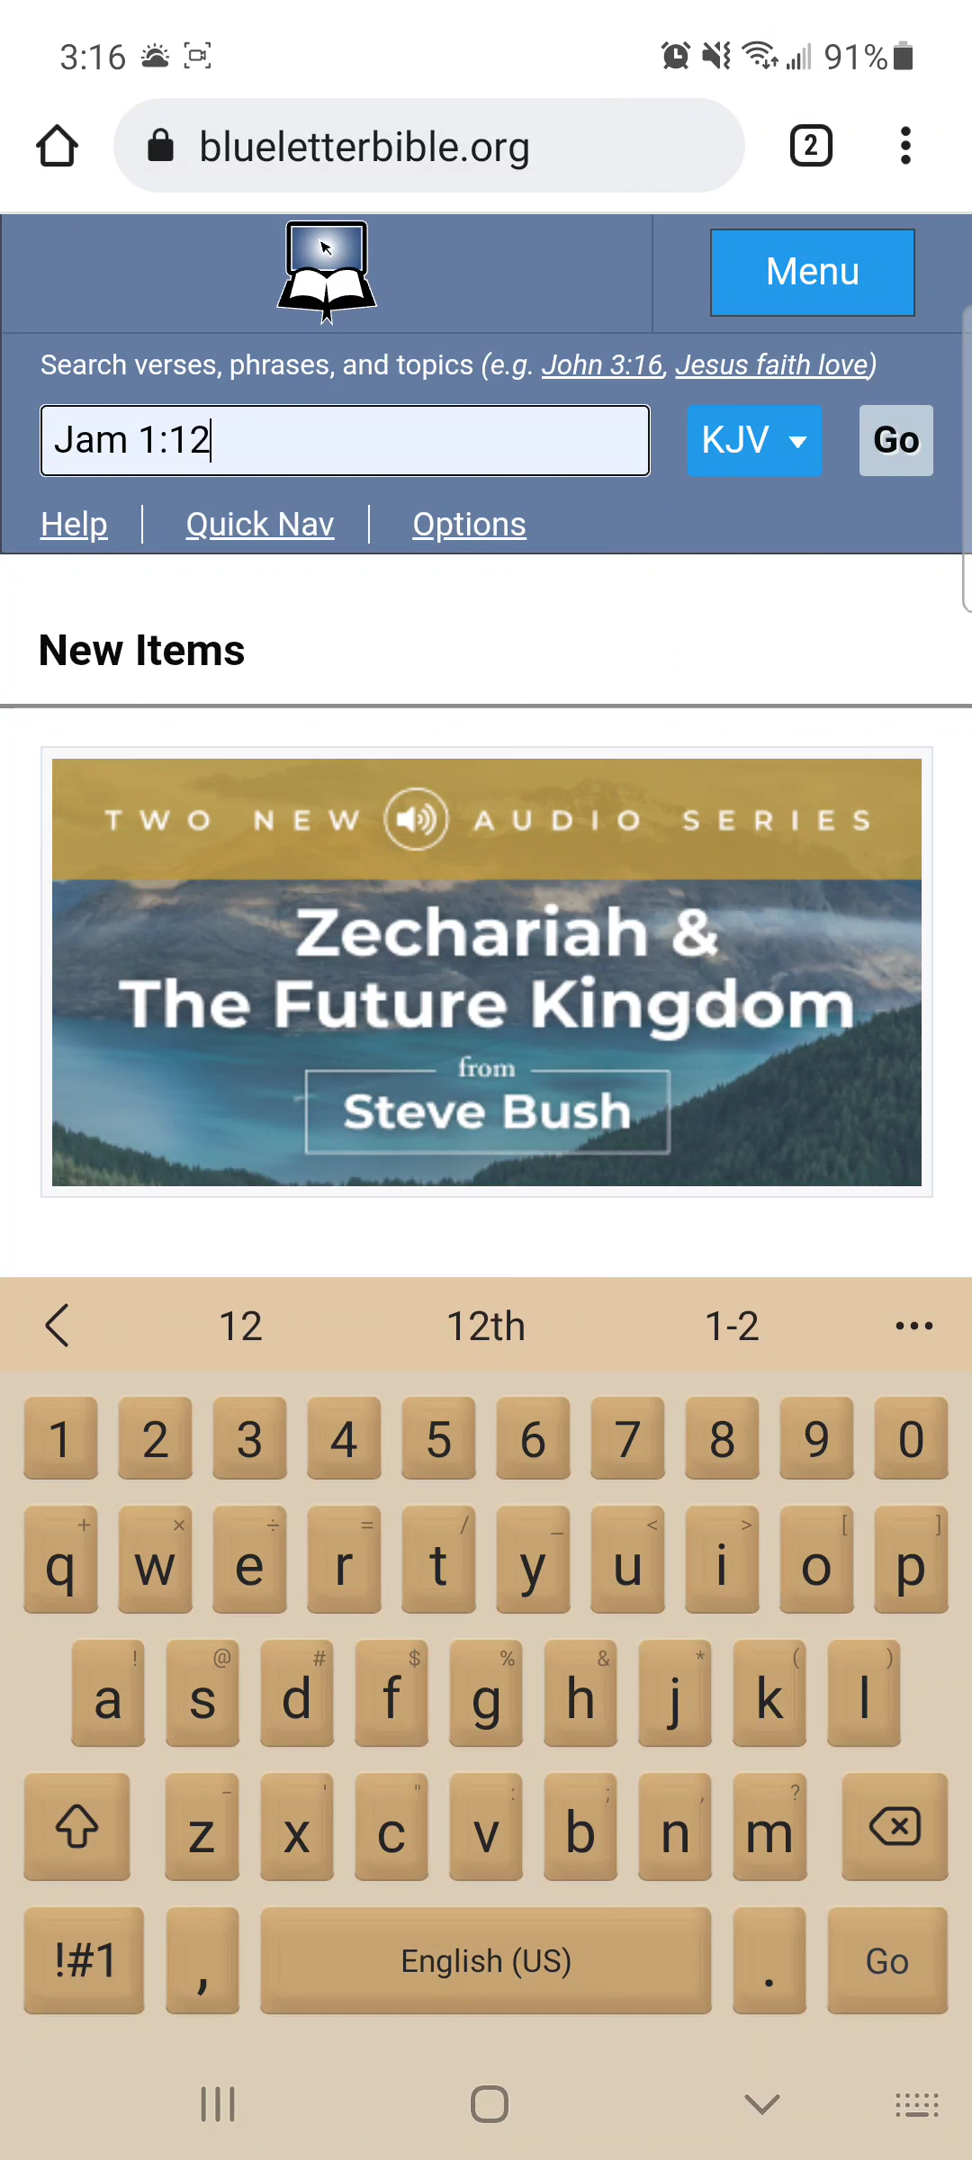 3:16 91%
blueletterbible.org 2
Menu
Search verses, phrases, and topics (e.g. John 3:16, Jesus faith love)
Jam 1:12 KJV Go
Help Quick Nav Options
New Items
TWO NEW AUDIO SERIES
Zechariah &
The Future Kingdom
from
Steve Bush
12 12th 1-2 ...
1 2 3 4 5 6 7 8 9 0
+ × ÷ = / _ < > [ ]
q w e r t y u i o p
! @ # $ % & * ( )
a s d f g h j k l
- ' " : ; , ?
z x c v b n m
!#1 , English (US) . Go